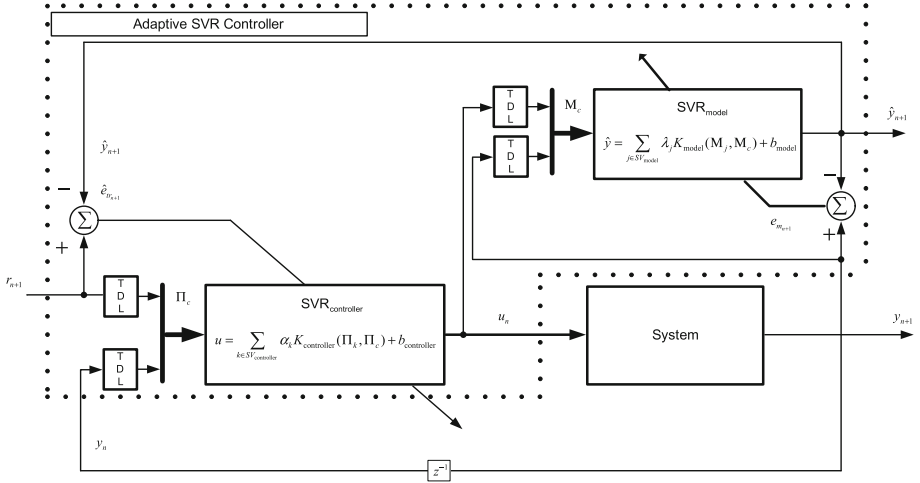 Adaptive SVR Controller
T
D
L
M_c
SVR_model
ŷ = ∑_{j∈SV_model} λ_j K_model(M_j, M_c) + b_model
ŷ_{n+1}
T
D
L
ŷ_{n+1}
−
ê_{tr_{n+1}}
∑
+
−
∑
+
e_{m_{n+1}}
r_{n+1}
T
D
L
Π_c
SVR_controller
u = ∑_{k∈SV_controller} α_k K_controller(Π_k, Π_c) + b_controller
u_n
System
y_{n+1}
T
D
L
y_n
z^{−1}